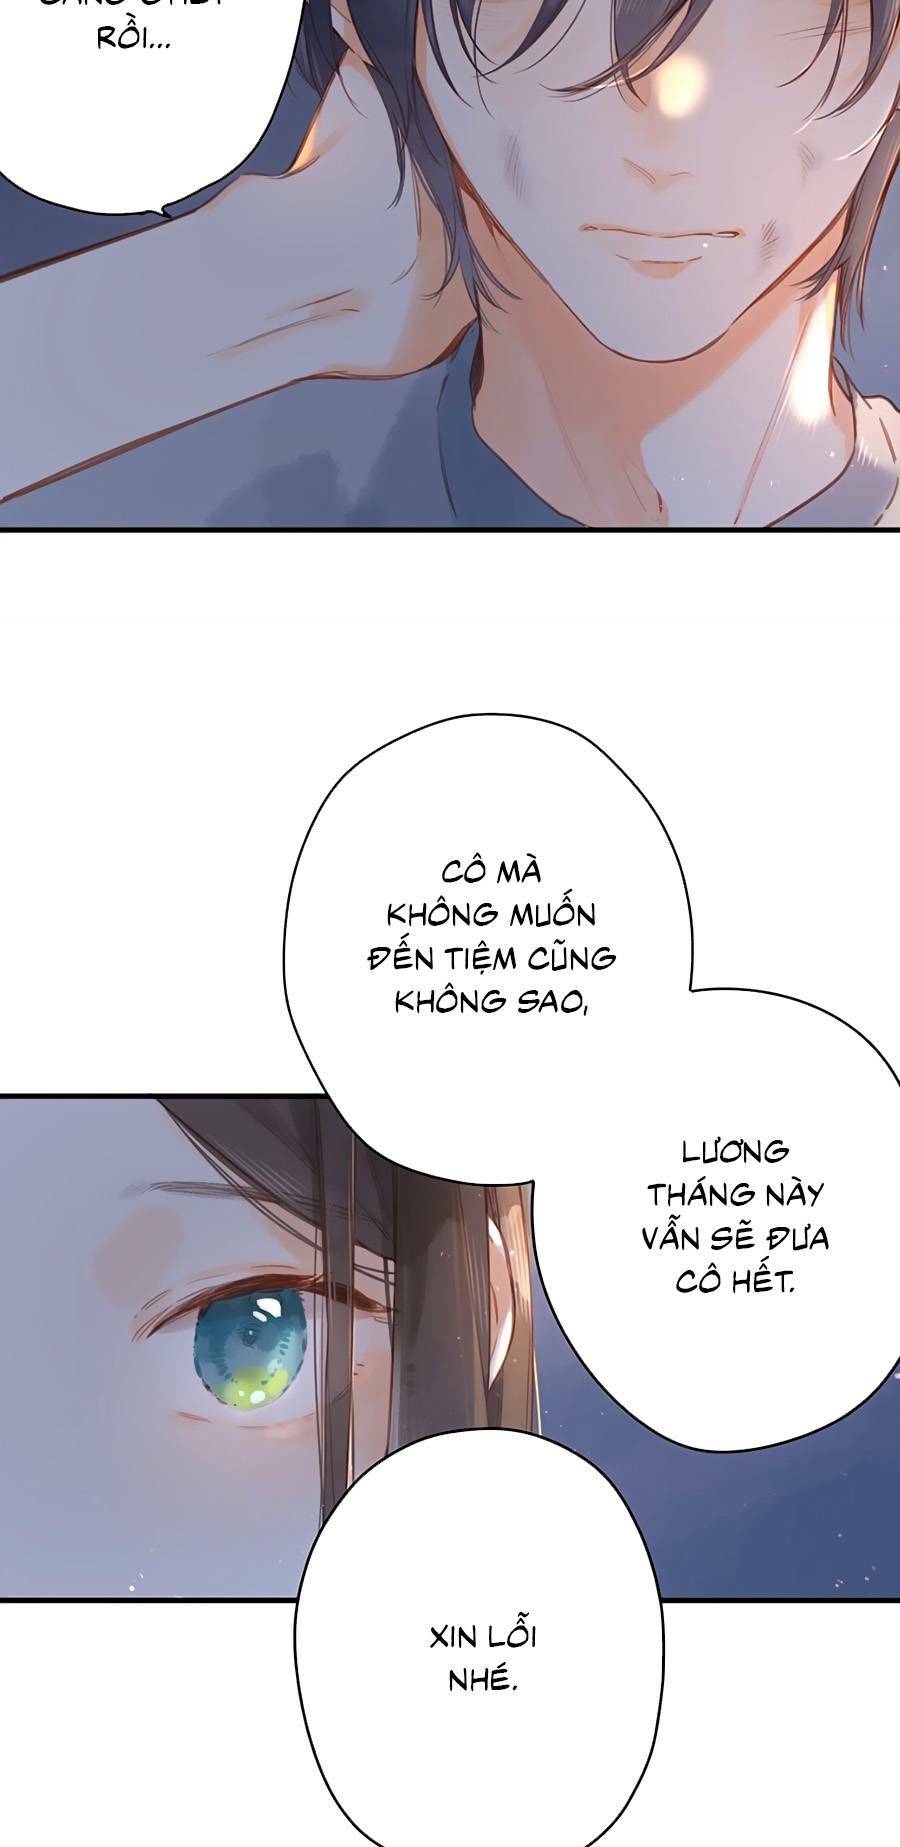 RỒI...
CÔ MÀ
KHÔNG MUỐN
ĐẾN TIỆM CŨNG
KHÔNG SAO,
LƯƠNG
THÁNG NÀY
VẪN SẼ ĐƯA
CÔ HẾT.
XIN LỖI
NHÉ.